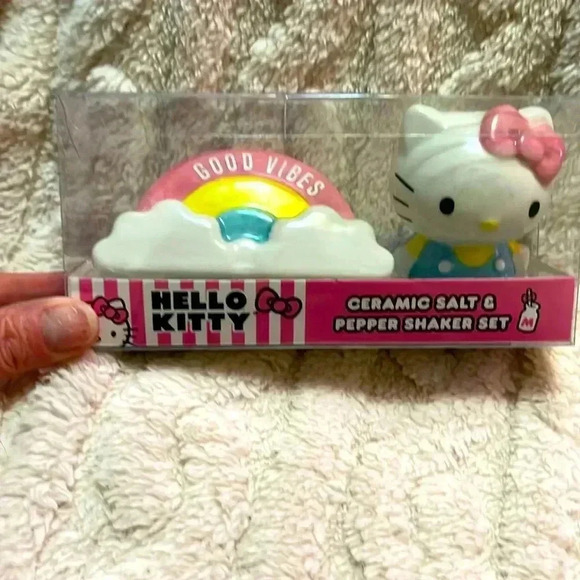 GOOD VIBES
HELLO
KITTY
CERAMIC SALT &
PEPPER SHAKER SET
M